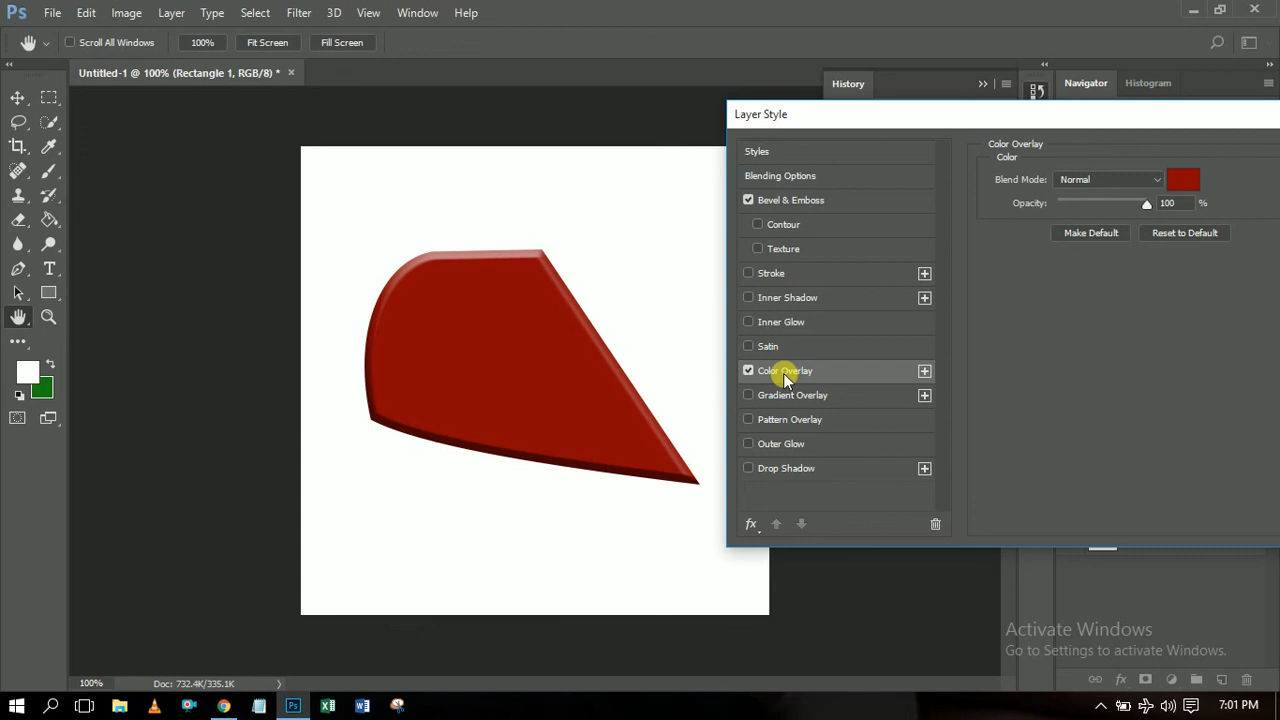 Ps File Edit Image Layer Type Select Filter 3D View Window Help
Scroll All Windows 100% Fit Screen Fill Screen
Untitled-1 @ 100% (Rectangle 1, RGB/8) *
History
Navigator Histogram
Layer Style
Styles
Blending Options
Bevel & Emboss
Contour
Texture
Stroke
Inner Shadow
Inner Glow
Satin
Color Overlay
Gradient Overlay
Pattern Overlay
Outer Glow
Drop Shadow
fx
Color Overlay
Color
Blend Mode: Normal
Opacity: 100 %
Make Default Reset to Default
Activate Windows
Go to Settings to activate Windows.
fx
100% Doc: 732.4K/335.1K
Ps 7:01 PM